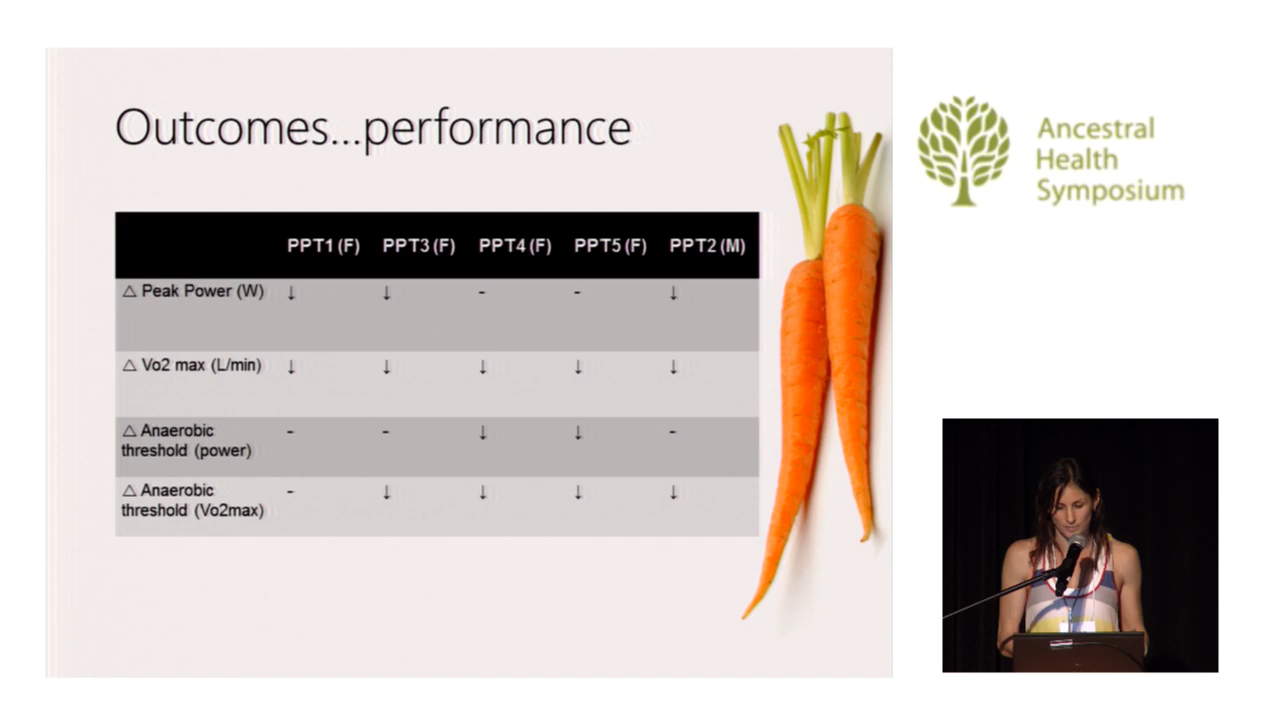 Outcomes...performance
PPT1 (F) PPT3 (F) PPT4 (F) PPT5 (F) PPT2 (M)
△ Peak Power (W) ↓ ↓ - - ↓
△ Vo2 max (L/min) ↓ ↓ ↓ ↓ ↓
△ Anaerobic
threshold (power) - - ↓ ↓ -
△ Anaerobic
threshold (Vo2max) - ↓ ↓ ↓ ↓
Ancestral
Health
Symposium